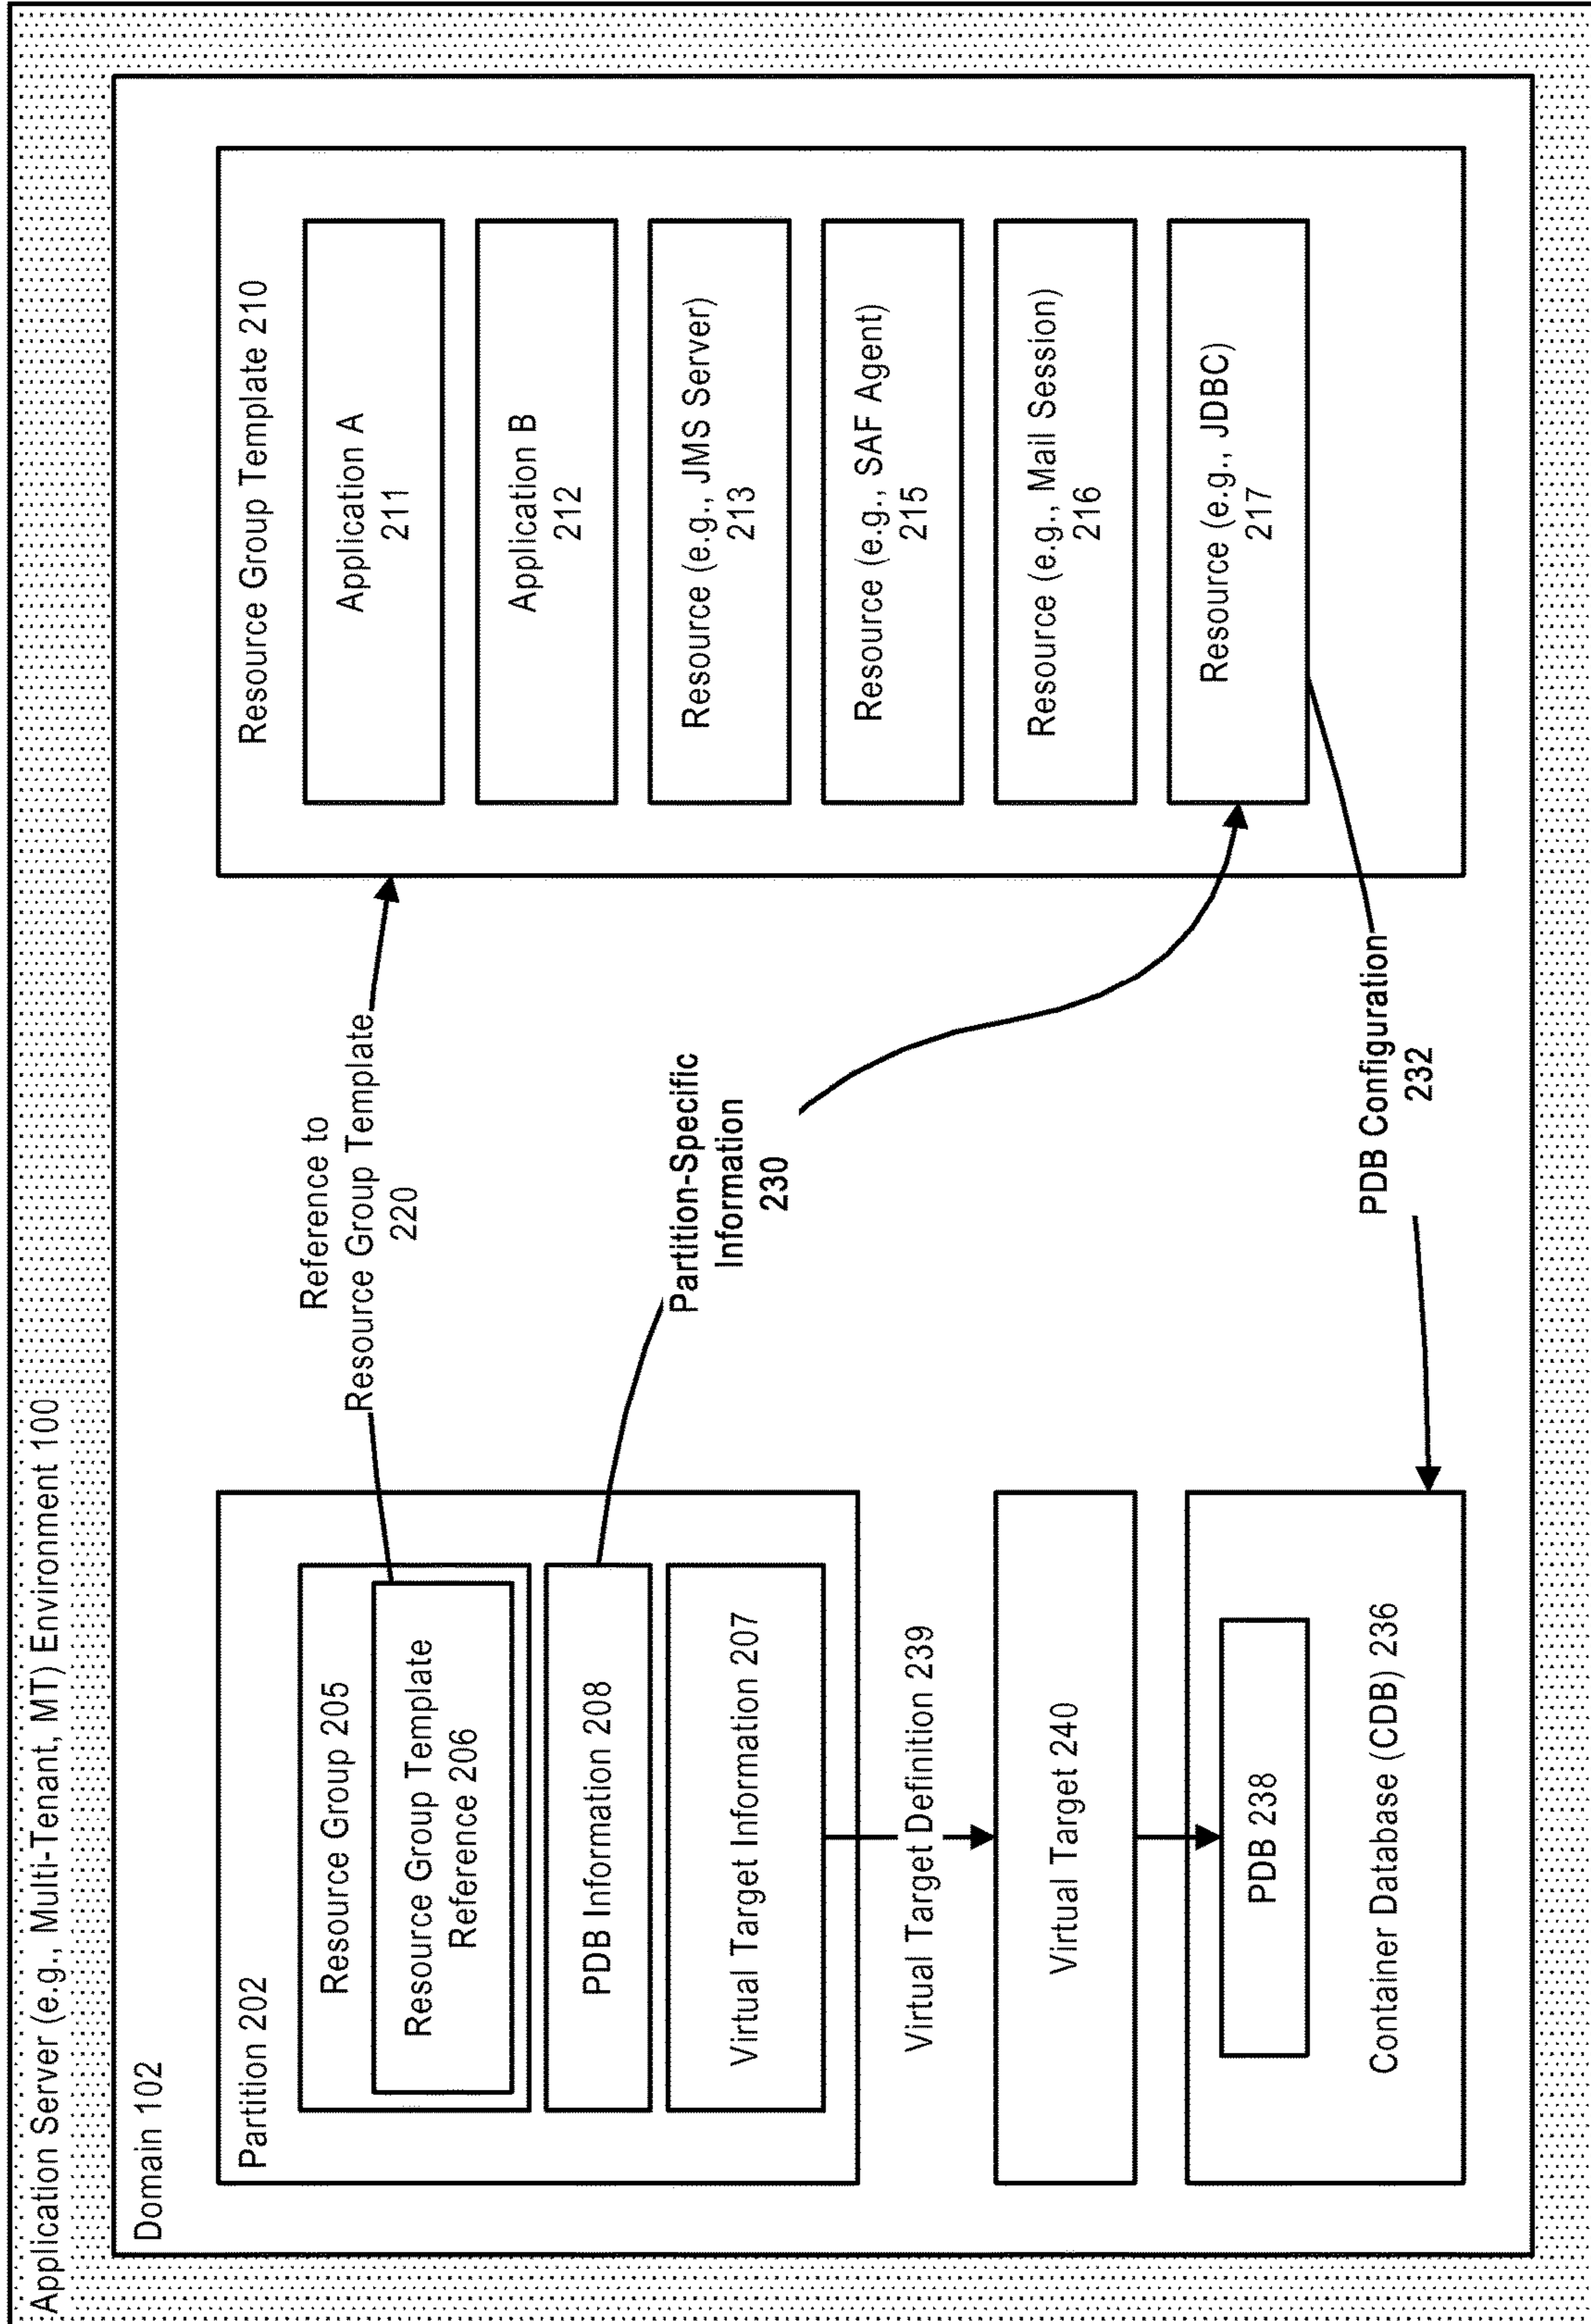 Application Server (e.g., Multi-Tenant, MT) Environment 100
Domain 102
Partition 202
Resource Group 205
Resource Group Template
Reference 206
PDB Information 208
Virtual Target Information 207
Virtual Target Definition 239
Virtual Target 240
PDB 238
Container Database (CDB) 236
Reference to
Resource Group Template
220
Partition-Specific
Information
230
PDB Configuration
232
Resource Group Template 210
Application A
211
Application B
212
Resource (e.g., JMS Server)
213
Resource (e.g., SAF Agent)
215
Resource (e.g., Mail Session)
216
Resource (e.g., JDBC)
217